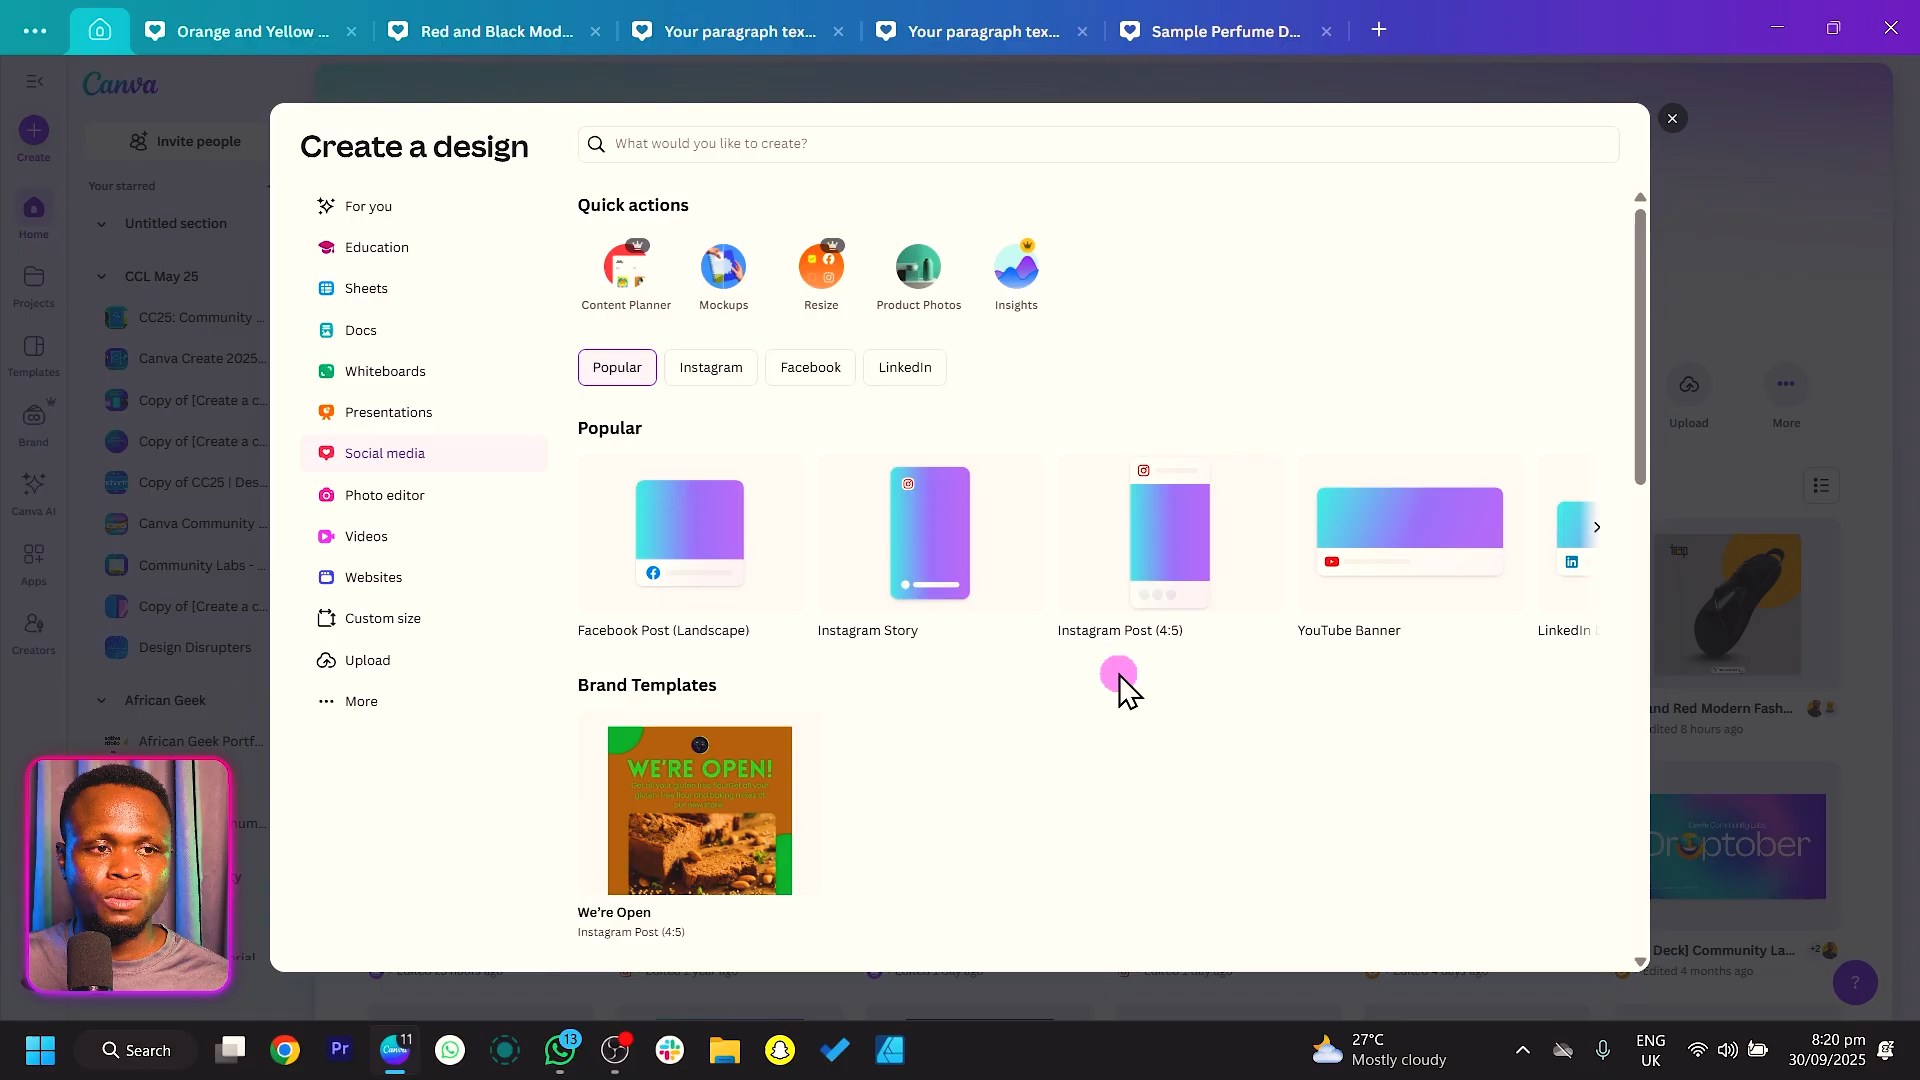 Orange and Yellow ...
Red and Black Mod...
Your paragraph tex...
Your paragraph tex...
Sample Perfume D...
Canva
Create
Home
Projects
Templates
Brand
Canva AI
Apps
Creators
Invite people
Your starred
Untitled section
CCL May 25
CC25: Community ...
Canva Create 2025...
Copy of [Create a c...
Copy of [Create a c...
Copy of CC25 | Des...
Canva Community ...
Community Labs - ...
Copy of [Create a c...
Design Disrupters
African Geek
African Geek Portf...
Create a design
What would you like to create?
For you
Education
Sheets
Docs
Whiteboards
Presentations
Social media
Photo editor
Videos
Websites
Custom size
Upload
More
Quick actions
Content Planner
Mockups
Resize
Product Photos
Insights
Popular
Instagram
Facebook
LinkedIn
Popular
Facebook Post (Landscape)
Instagram Story
Instagram Post (4:5)
YouTube Banner
LinkedIn
Brand Templates
WE'RE OPEN!
We're Open
Instagram Post (4:5)
Upload
More
and Red Modern Fash...
dited 8 hours ago
Droptober
Deck] Community La...
+2
Edited 4 months ago
?
Search
Pr
Canva
11
13
27°C
Mostly cloudy
ENG
UK
8:20 pm
30/09/2025